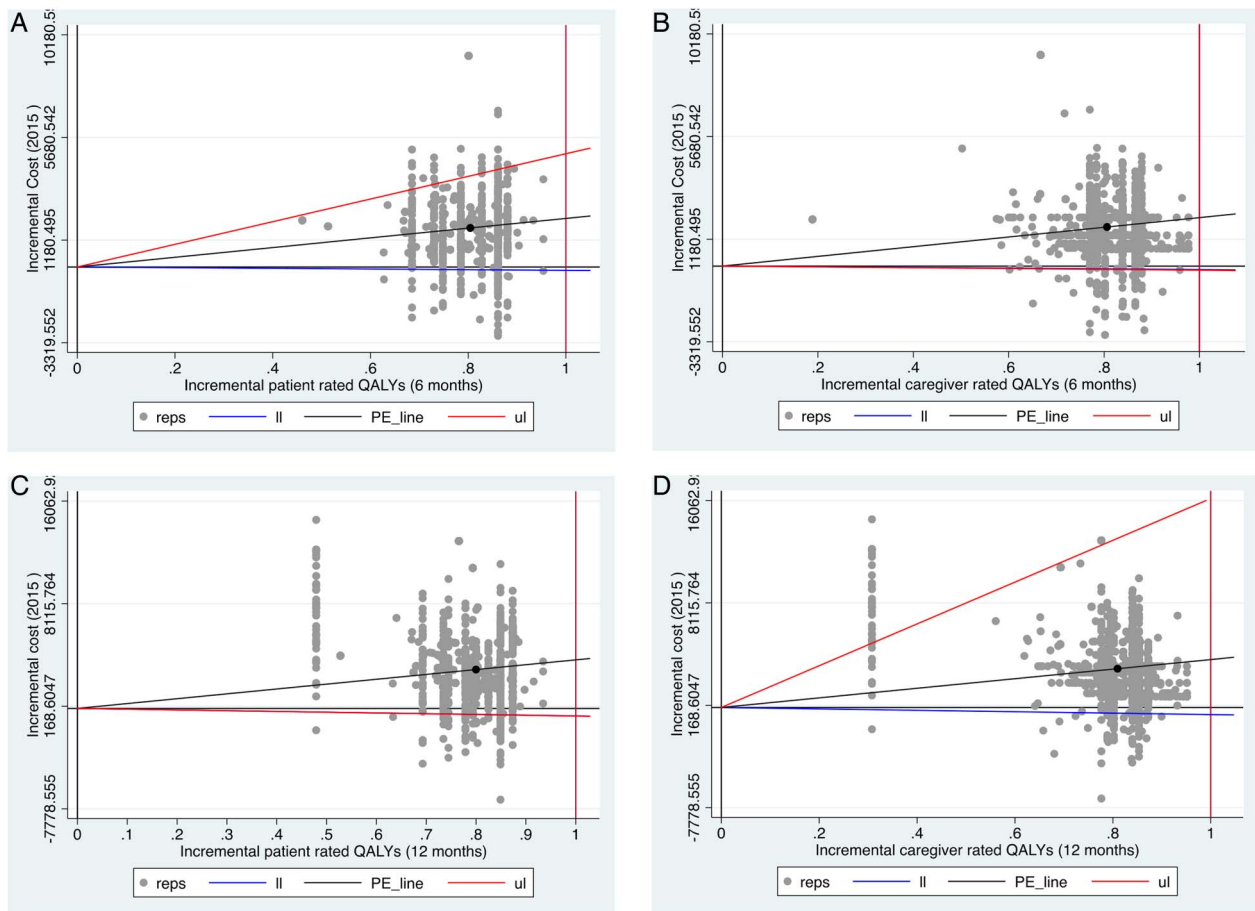 A
10180.59
5680.542
1180.495
-3319.552
Incremental Cost (2015 )
0 .2 .4 .6 .8 1
Incremental patient rated QALYs (6 months)
reps ll PE_line ul
B
10180.59
5680.542
1180.495
-3319.552
Incremental Cost (2015 )
0 .2 .4 .6 .8 1
Incremental caregiver rated QALYs (6 months)
reps ll PE_line ul
C
16062.92
8115.764
168.6047
-7778.555
Incremental cost (2015 )
0 .1 .2 .3 .4 .5 .6 .7 .8 .9 1
Incremental patient rated QALYs (12 months)
reps ll PE_line ul
D
16062.92
8115.764
168.6047
-7778.555
Incremental cost (2015 )
0 .2 .4 .6 .8 1
Incremental caregiver rated QALYs (12 months)
reps ll PE_line ul